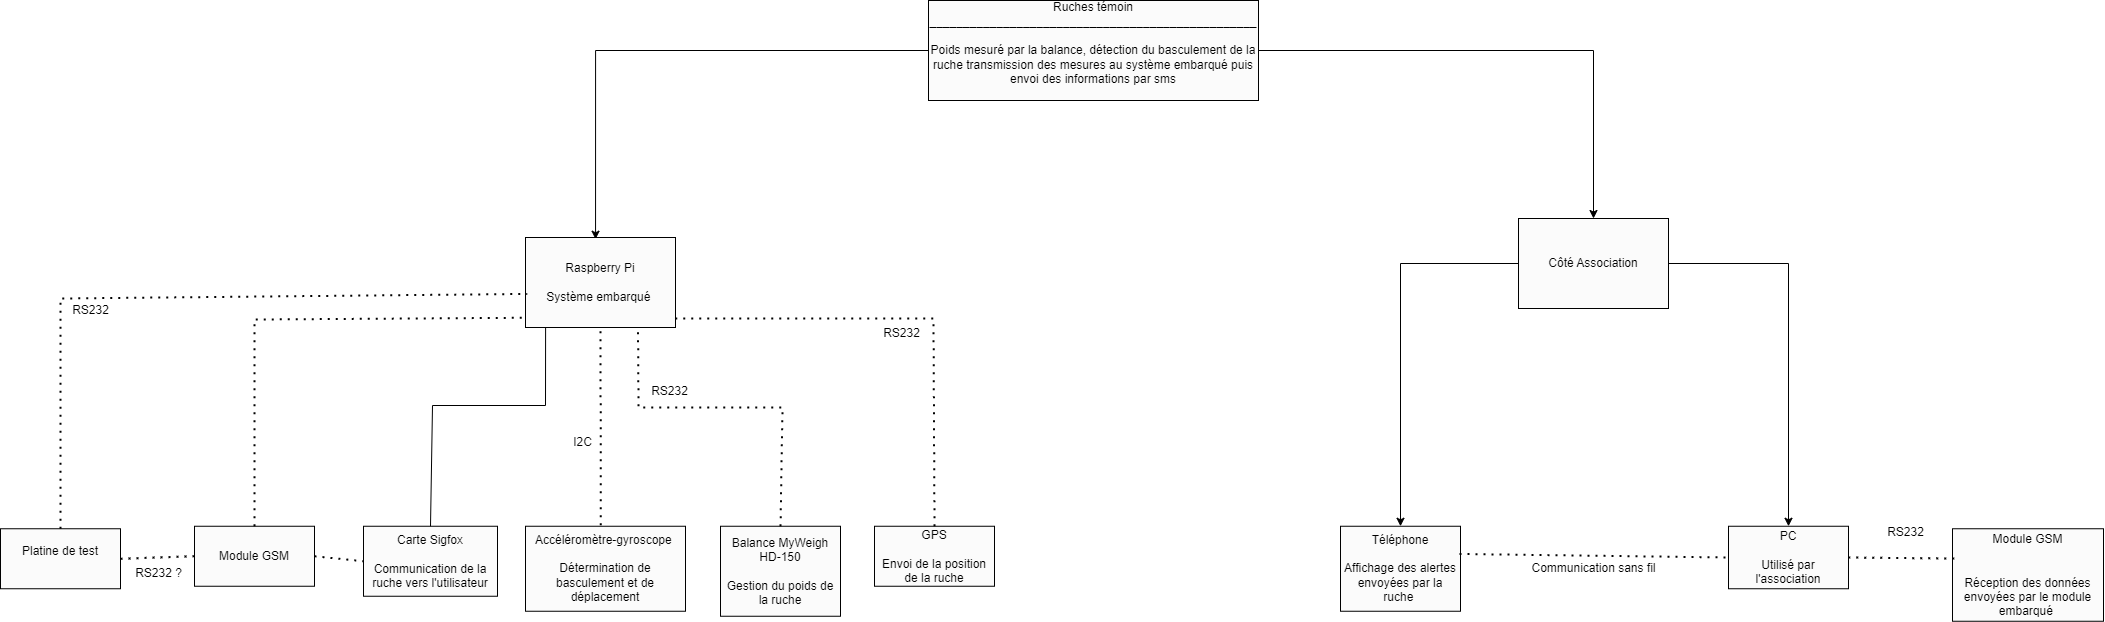 Ruches témoin
Poids mesuré par la balance, détection du basculement de la
ruche transmission des mesures au système embarqué puis
envoi des informations par sms
Raspberry Pi
Système embarqué
Côté Association
RS232
RS232
RS232
I2C
Platine de test
RS232 ?
Module GSM
Carte Sigfox
Communication de la
ruche vers l'utilisateur
Accéléromètre-gyroscope
Détermination de
basculement et de
déplacement
Balance MyWeigh
HD-150
Gestion du poids de
la ruche
GPS
Envoi de la position
de la ruche
Téléphone
Affichage des alertes
envoyées par la
ruche
Communication sans fil
PC
Utilisé par
l'association
RS232
Module GSM
Réception des données
envoyées par le module
embarqué